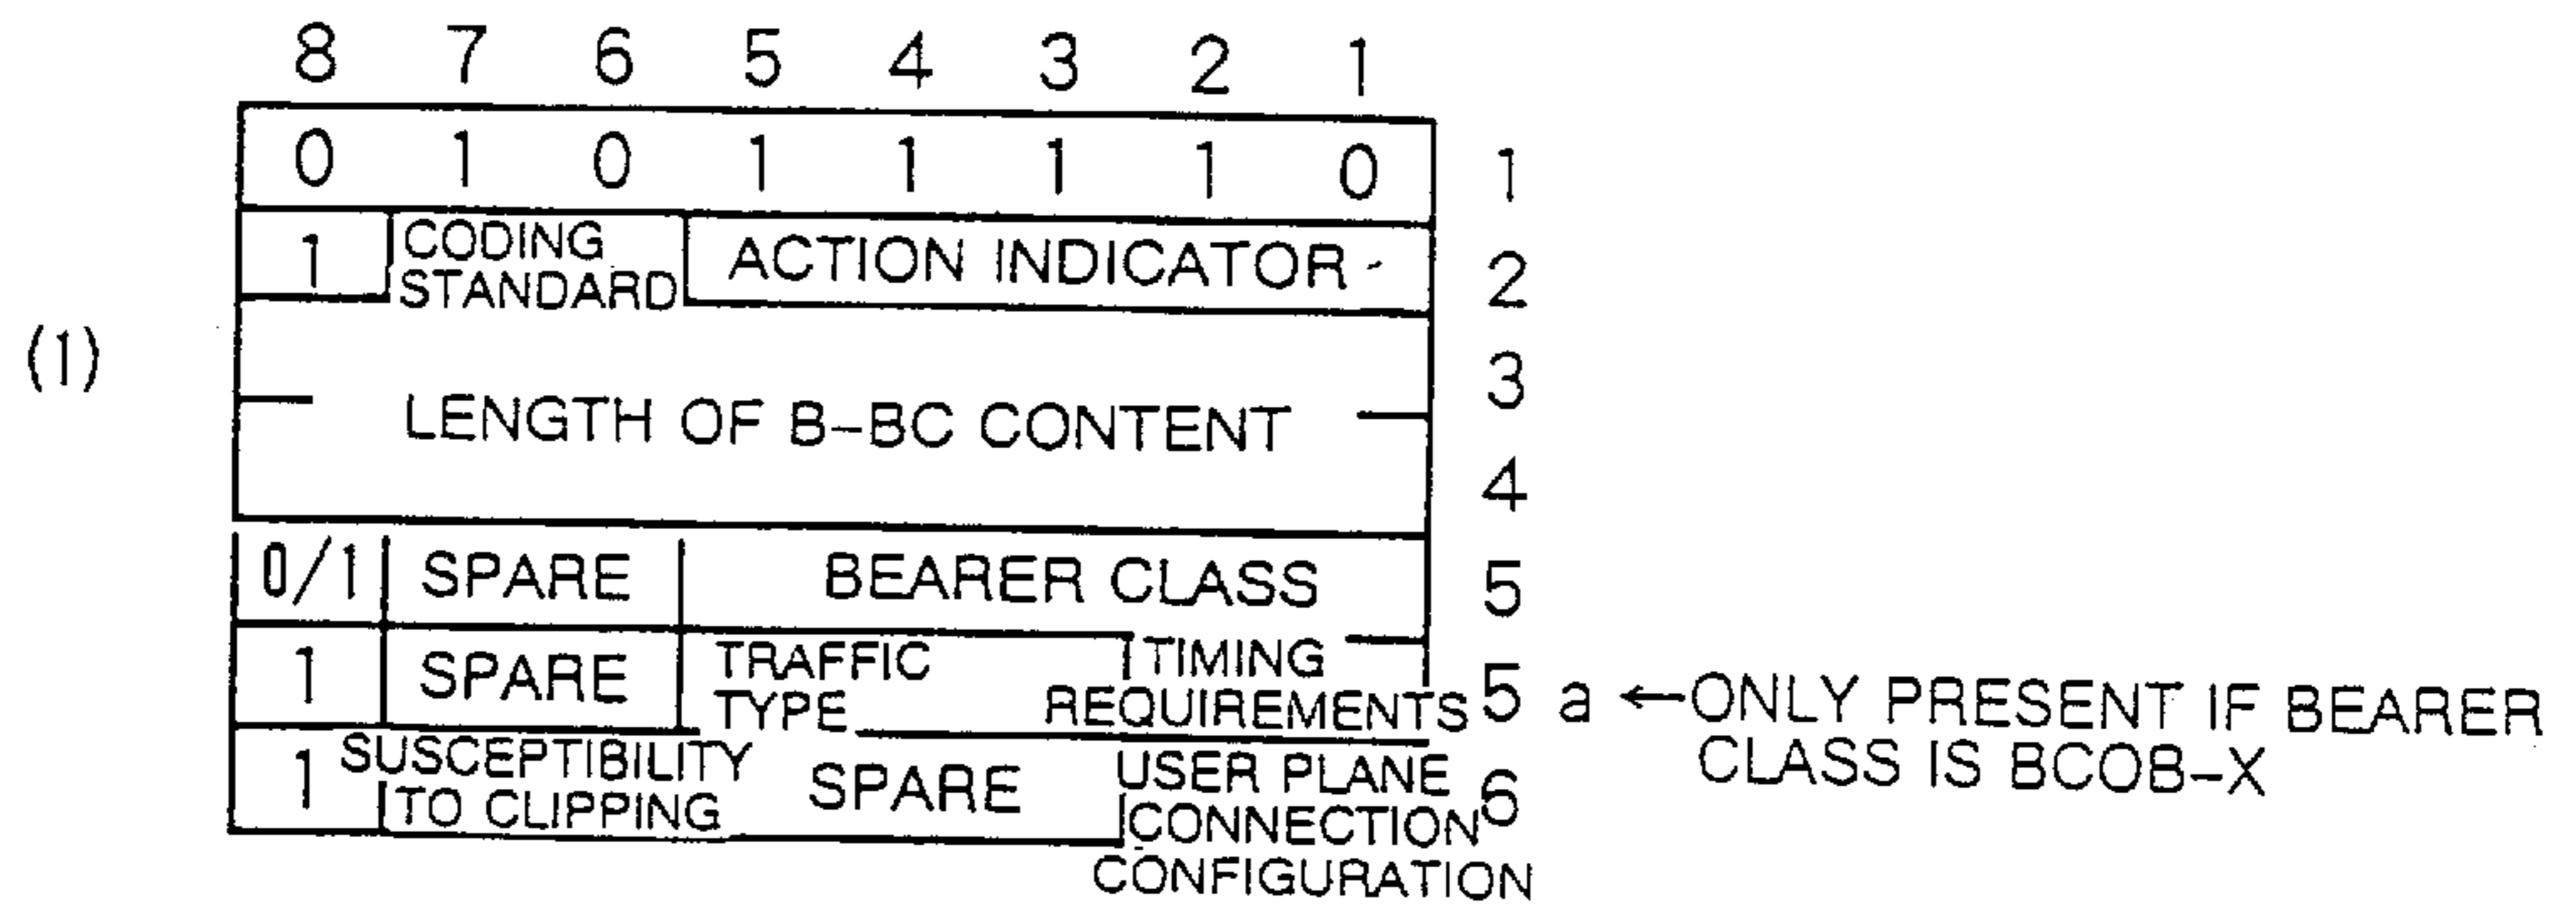 8 7 6 5 4 3 2 1
0 1 0 1 1 1 1 0 1
1 CODING STANDARD ACTION INDICATOR 2
(1)
3
LENGTH OF B-BC CONTENT
4
0/1 SPARE BEARER CLASS 5
1 SPARE TRAFFIC TYPE TIMING REQUIREMENTS 5 a ←ONLY PRESENT IF BEARER
CLASS IS BCOB-X
1 SUSCEPTIBILITY TO CLIPPING SPARE USER PLANE CONNECTION CONFIGURATION 6